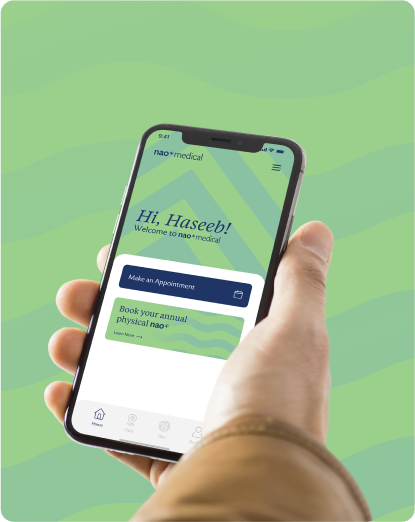 9:41
nao medical
Hi, Haseeb!
Welcome to nao medical
Make an Appointment
Book your annual
physical nao
Learn More
Home